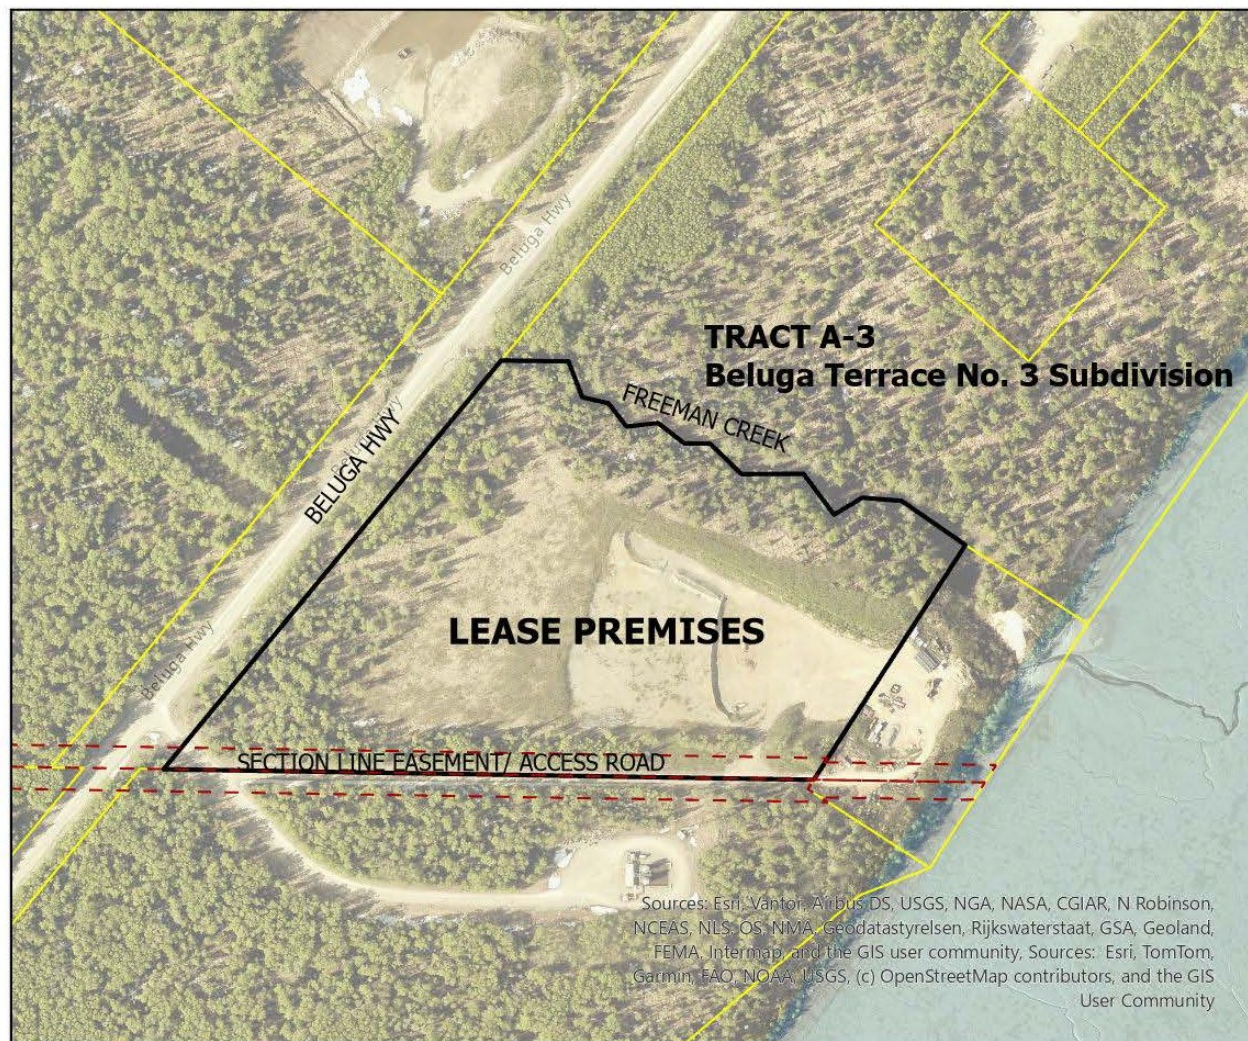 Beluga Hwy
TRACT A-3
Beluga Terrace No. 3 Subdivision
FREEMAN CREEK
BELUGA HWY
LEASE PREMISES
Beluga Hwy
SECTION LINE EASEMENT/ ACCESS ROAD
Sources: Esri, Vantor, Airbus DS, USGS, NGA, NASA, CGIAR, N Robinson,
NCEAS, NLS, OS, NMA, Geodatastyrelsen, Rijkswaterstaat, GSA, Geoland,
FEMA, Intermap, and the GIS user community, Sources: Esri, TomTom,
Garmin, FAO, NOAA, USGS, (c) OpenStreetMap contributors, and the GIS
User Community